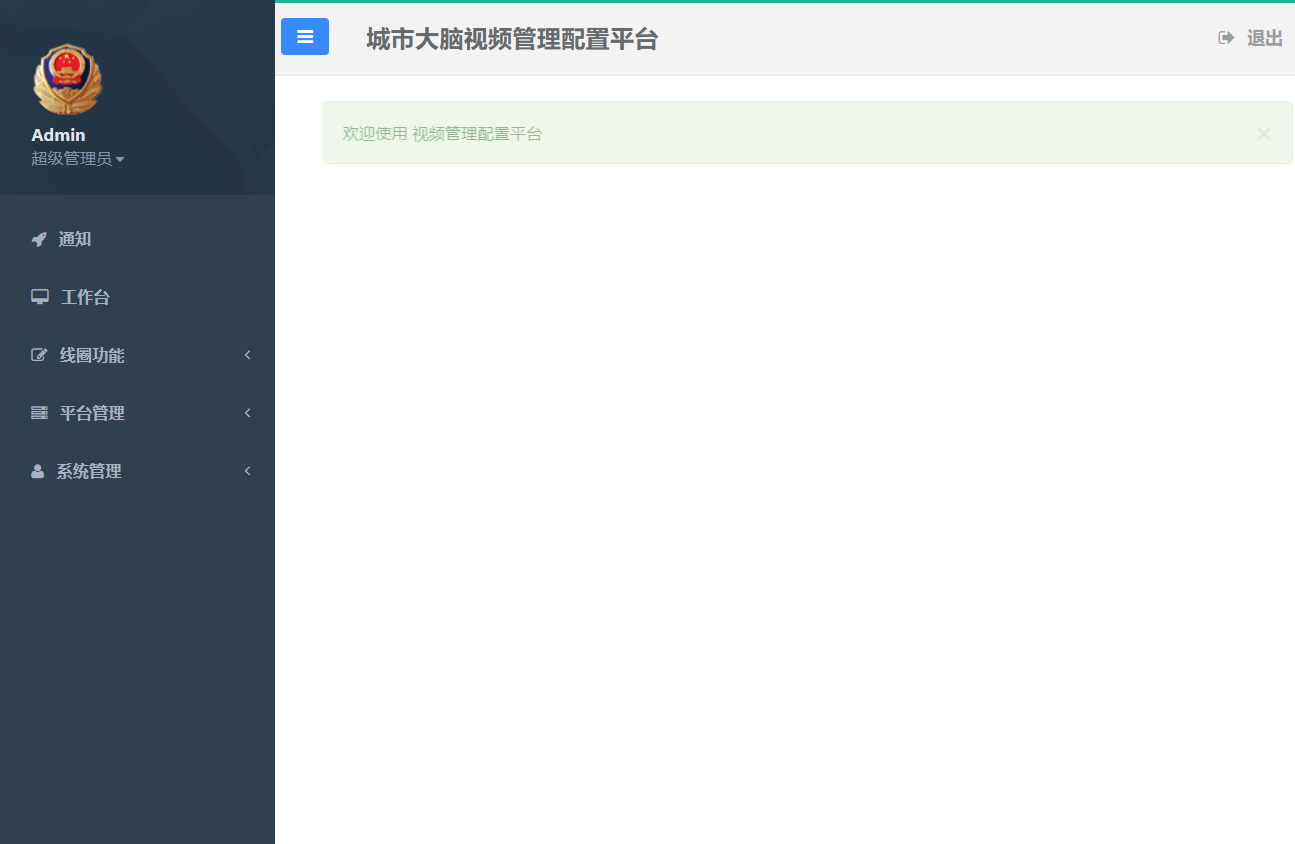 城市大脑视频管理配置平台
退出
Admin
超级管理员
欢迎使用 视频管理配置平台
×
通知
工作台
线圈功能
平台管理
系统管理